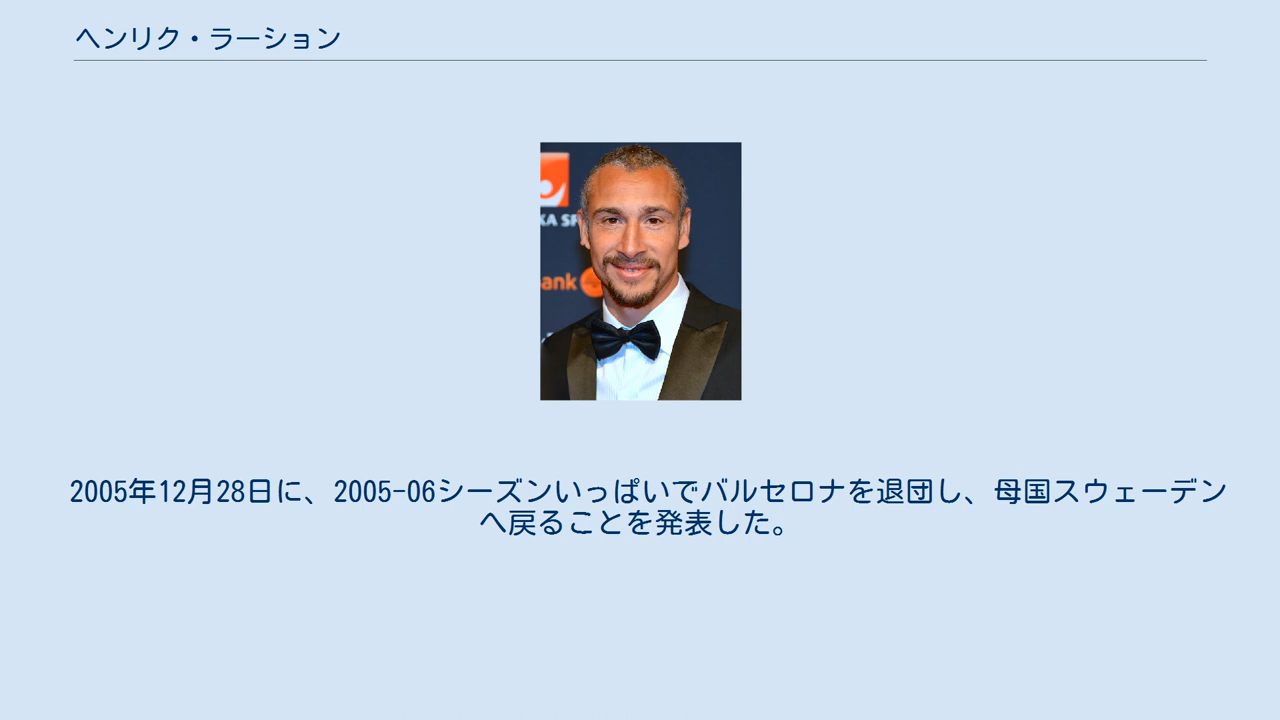 ヘンリク・ラーション
KA SP
bank
2005年12月28日に、2005-06シーズンいっぱいでバルセロナを退団し、母国スウェーデン
へ戻ることを発表した。